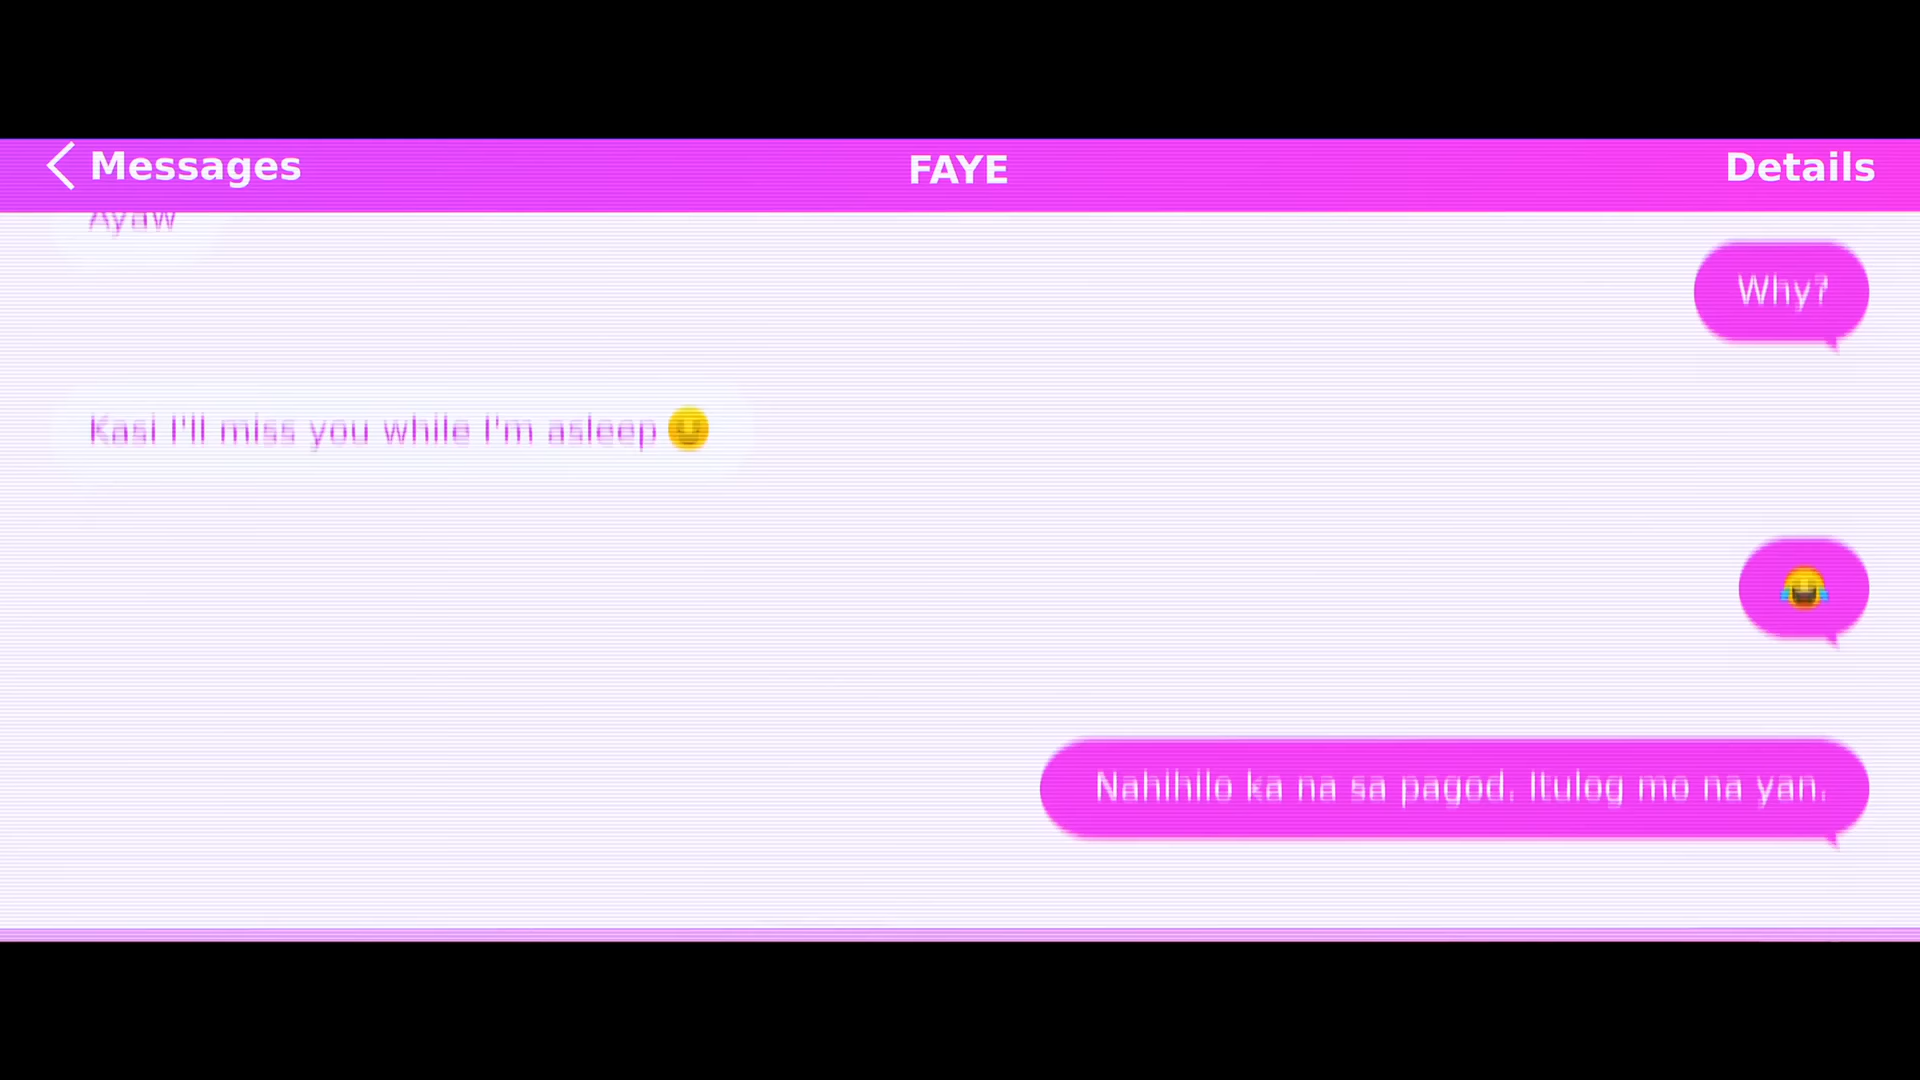 Messages
FAYE
Details
Ayaw
Why?
Kasi I'll miss you while I'm asleep 🙂
😂
Nahihilo ka na sa pagod. Itulog mo na yan.